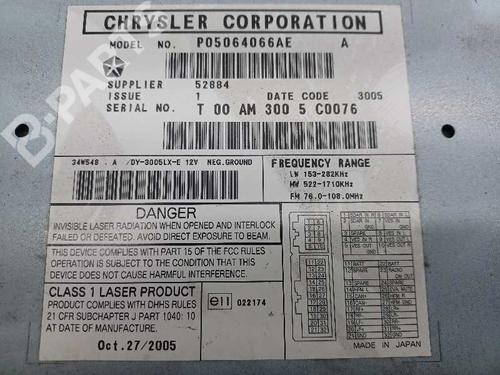 CHRYSLER CORPORATION
MODEL NO. P05064066AE A
SUPPLIER 52884
ISSUE 1 DATE CODE 3005
SERIAL NO. T 00 AM 300 5 C0076
34W548 . A /DY-3005LX-E 12V NEG.GROUND
FREQUENCY RANGE
LW 153-282KHz
MW 522-1710KHz
FM 76.0-108.0MHz
DANGER
INVISIBLE LASER RADIATION WHEN OPENED AND INTERLOCK
FAILED OR DEFEATED. AVOID DIRECT EXPOSURE TO BEAM.
THIS DEVICE COMPLIES WITH PART 15 OF THE FCC RULES
OPERATION IS SUBJECT TO THE CONDITION THAT THIS
DEVICE DOES NOT CAUSE HARMFUL INTERFERENCE.
CLASS 1 LASER PRODUCT
PRODUCT COMPLIES WITH DHHS RULES
21 CFR SUBCHAPTER J PART 1040: 10
AT DATE OF MANUFACTURE.
e11 022174
Oct.27/2005
MADE IN JAPAN
B-PARTS